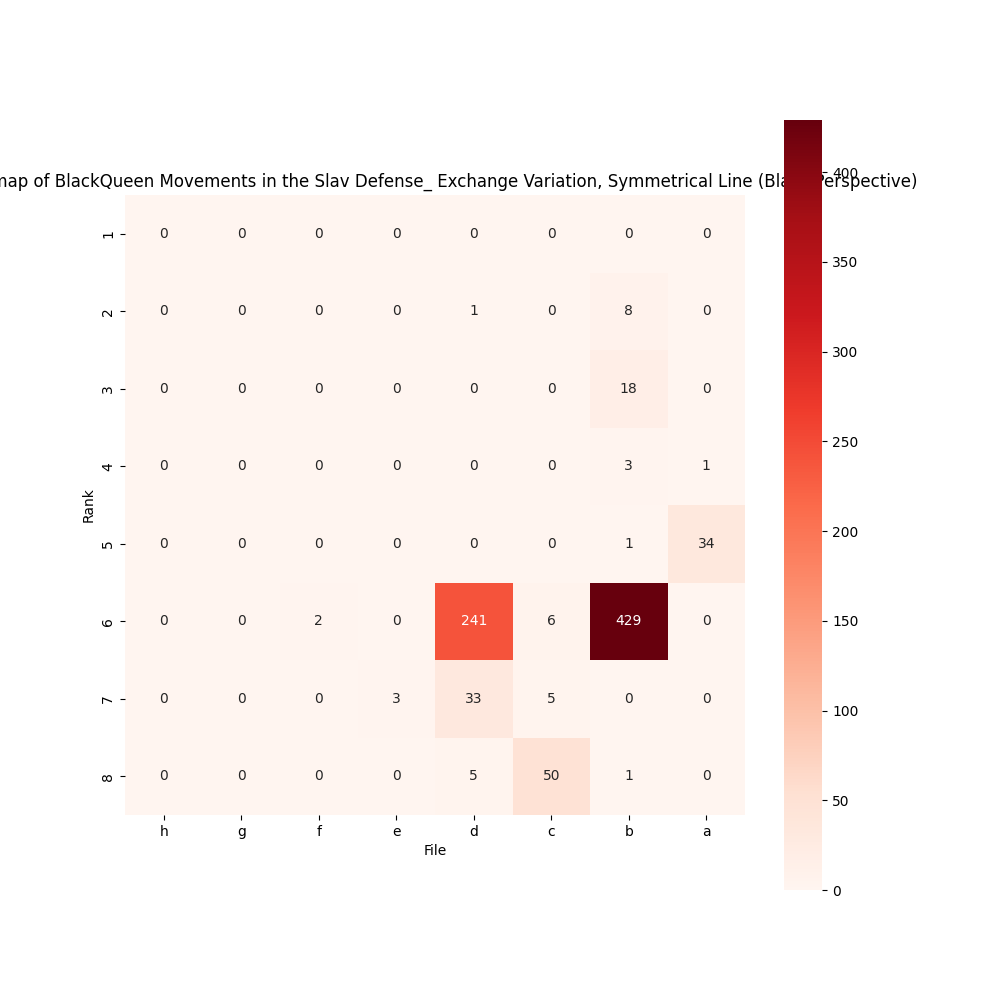 map of BlackQueen Movements in the Slav Defense_ Exchange Variation, Symmetrical Line (Bla Perspective)
400
1 0 0 0 0 0 0 0 0
350
2 0 0 0 0 1 0 8 0
300
3 0 0 0 0 0 0 18 0
250
4 0 0 0 0 0 0 3 1
Rank
200
5 0 0 0 0 0 0 1 34
150
6 0 0 2 0 241 6 429 0
100
7 0 0 0 3 33 5 0 0
50
8 0 0 0 0 5 50 1 0
h g f e d c b a
File
0